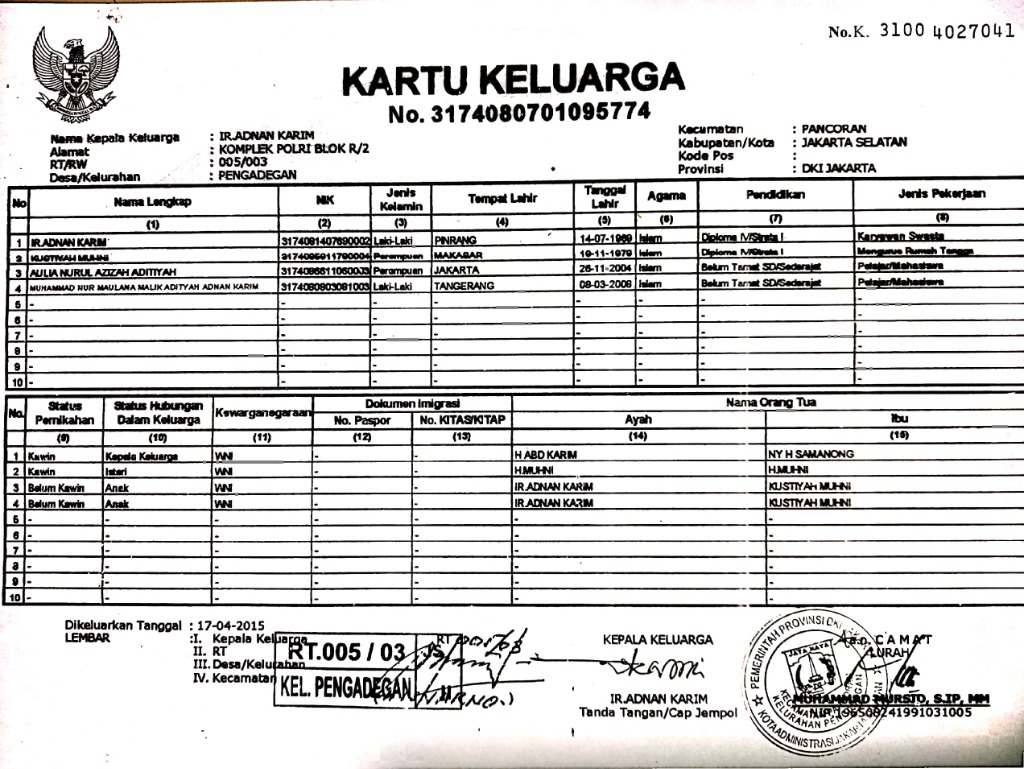 No.K. 3100 4027041
KARTU KELUARGA
No. 3174080701095774
Nama Kepala Keluarga : IR.ADNAN KARIM
Alamat : KOMPLEK POLRI BLOK R/2
RT/RW : 005/003
Desa/Kelurahan : PENGADEGAN
Kecamatan : PANCORAN
Kabupaten/Kota : JAKARTA SELATAN
Kode Pos :
Provinsi : DKI JAKARTA
No Nama Lengkap NIK Jenis Kelamin Tempat Lahir Tanggal Lahir Agama Pendidikan Jenis Pekerjaan
(1) (2) (3) (4) (5) (6) (7) (8)
1 IR.ADNAN KARIM 3174081407690002 Laki-Laki PINRANG 14-07-1969 Islam Diploma IV/Strata I Karyawan Swasta
2 KUSTIYAH MUHNI Perempuan MAKASAR 19-11-1979 Islam Diploma IV/Strata I Mengurus Rumah Tangga
3 AULIA NURUL AZIZAH ADITIYAH Perempuan JAKARTA 26-11-2004 Islam Belum Tamat SD/Sederajat Pelajar/Mahasiswa
4 MUHAMMAD NUR MAULANA MALIK ADITYAH ADNAN KARIM 3174080803081003 Laki-Laki TANGERANG 08-03-2008 Islam Belum Tamat SD/Sederajat Pelajar/Mahasiswa
5 - - - - - - - -
6 - - - - - - - -
7 - - - - - - - -
8 - - - - - - - -
9 - - - - - - - -
10 - - - - - - - -
No. Status Pernikahan Status Hubungan Dalam Keluarga Kewarganegaraan Dokumen Imigrasi Nama Orang Tua
No. Paspor No. KITAS/KITAP Ayah Ibu
(9) (10) (11) (12) (13) (14) (15)
1 Kawin Kepala Keluarga WNI - - H ABD KARIM NY H SAMANONG
2 Kawin Isteri WNI - - H.MUHNI H.MUHNI
3 Belum Kawin Anak WNI - - IR.ADNAN KARIM KUSTIYAH MUHNI
4 Belum Kawin Anak WNI - - IR.ADNAN KARIM KUSTIYAH MUHNI
5 - - - - - - -
6 - - - - - - -
7 - - - - - - -
8 - - - - - - -
9 - - - - - - -
10 - - - - - - -
Dikeluarkan Tanggal : 17-04-2015
LEMBAR : I. Kepala Keluarga
II. RT
III. Desa/Kelurahan
IV. Kecamatan
RT.005 / 03
KEL. PENGADEGAN
KEPALA KELUARGA
IR.ADNAN KARIM
Tanda Tangan/Cap Jempol
CAMAT
LURAH
PEMERINTAH PROVINSI DKI JAKARTA
JAYA RAYA
KELURAHAN PENGADEGAN
KOTA ADMINISTRASI JAKARTA
MUHAMMAD MURSID, S.IP, MM